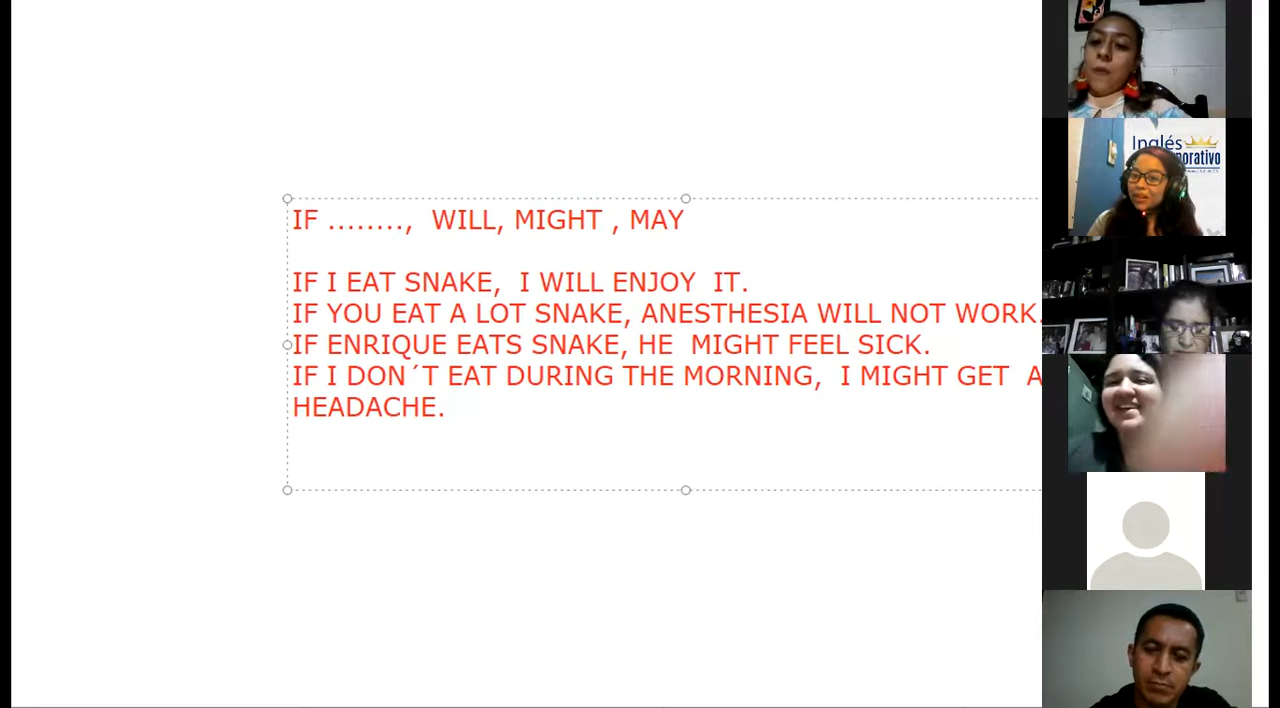 IF ........, WILL, MIGHT , MAY
IF I EAT SNAKE, I WILL ENJOY IT.
IF YOU EAT A LOT SNAKE, ANESTHESIA WILL NOT WORK.
IF ENRIQUE EATS SNAKE, HE MIGHT FEEL SICK.
IF I DON´T EAT DURING THE MORNING, I MIGHT GET A
HEADACHE.
Inglés